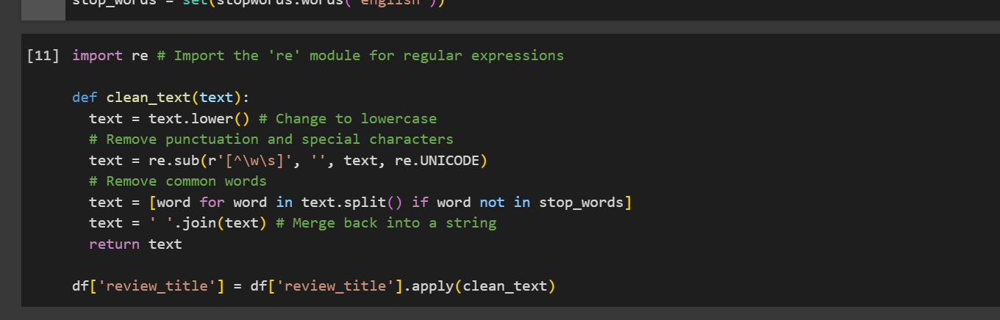 stop_words = set(stopwords.words('english'))
[11] import re # Import the 're' module for regular expressions
def clean_text(text):
text = text.lower() # Change to lowercase
# Remove punctuation and special characters
text = re.sub(r'[^\w\s]', '', text, re.UNICODE)
# Remove common words
text = [word for word in text.split() if word not in stop_words]
text = ' '.join(text) # Merge back into a string
return text
df['review_title'] = df['review_title'].apply(clean_text)